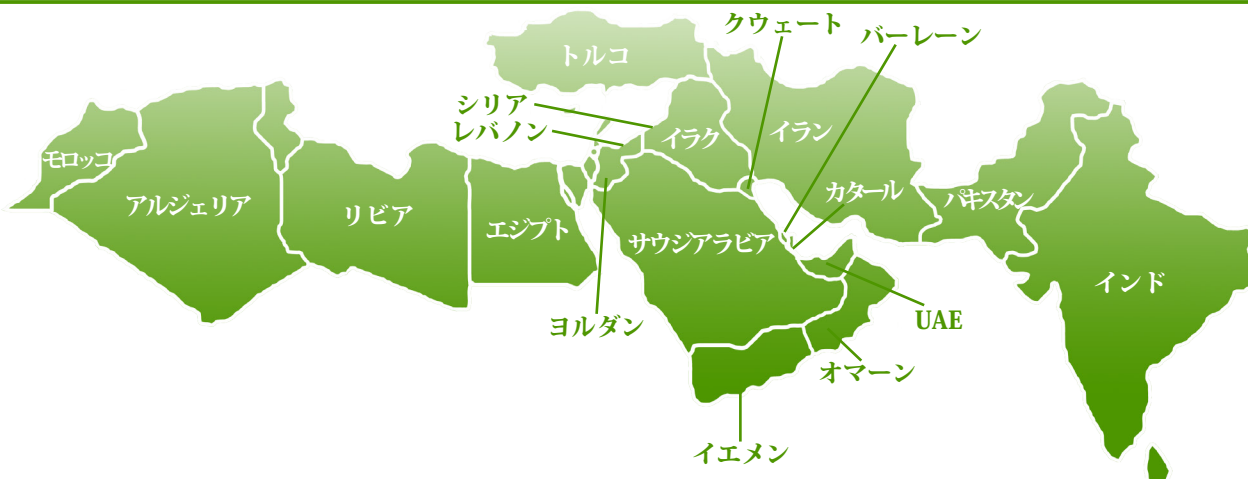 クウェート
バーレーン
トルコ
シリア
レバノン
イラク
イラン
モロッコ
アルジェリア
リビア
エジプト
サウジアラビア
カタール
パキスタン
インド
ヨルダン
UAE
オマーン
イエメン